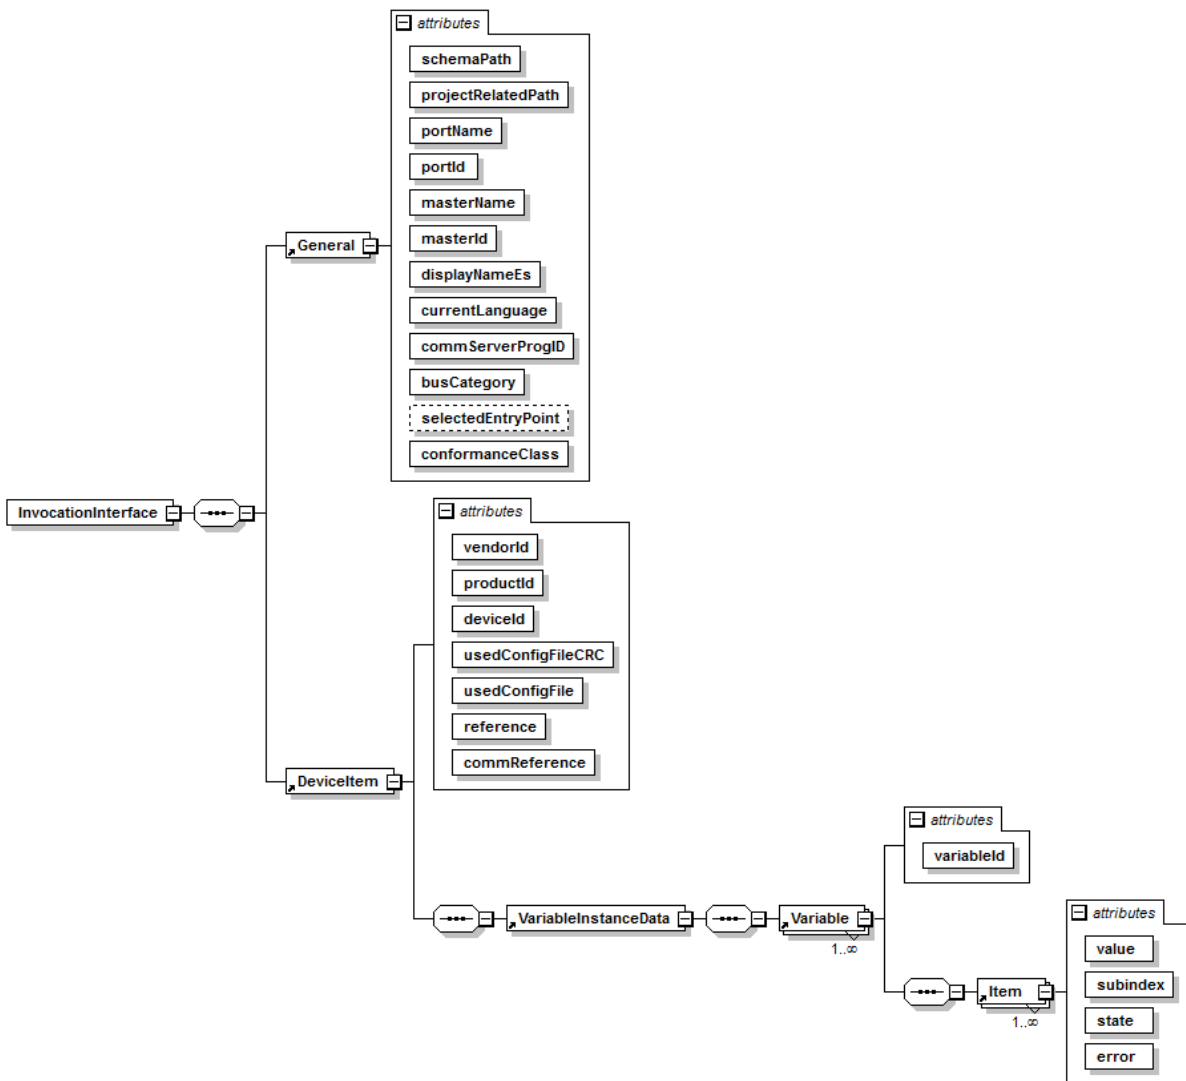 attributes
schemaPath
projectRelatedPath
portName
portId
masterName
General
masterId
displayNameEs
currentLanguage
commServerProgID
busCategory
selectedEntryPoint
conformanceClass
InvocationInterface
attributes
vendorId
productId
deviceId
usedConfigFileCRC
usedConfigFile
reference
commReference
DeviceItem
attributes
variableId
VariableInstanceData
Variable
1..∞
attributes
value
subindex
Item
1..∞
state
error